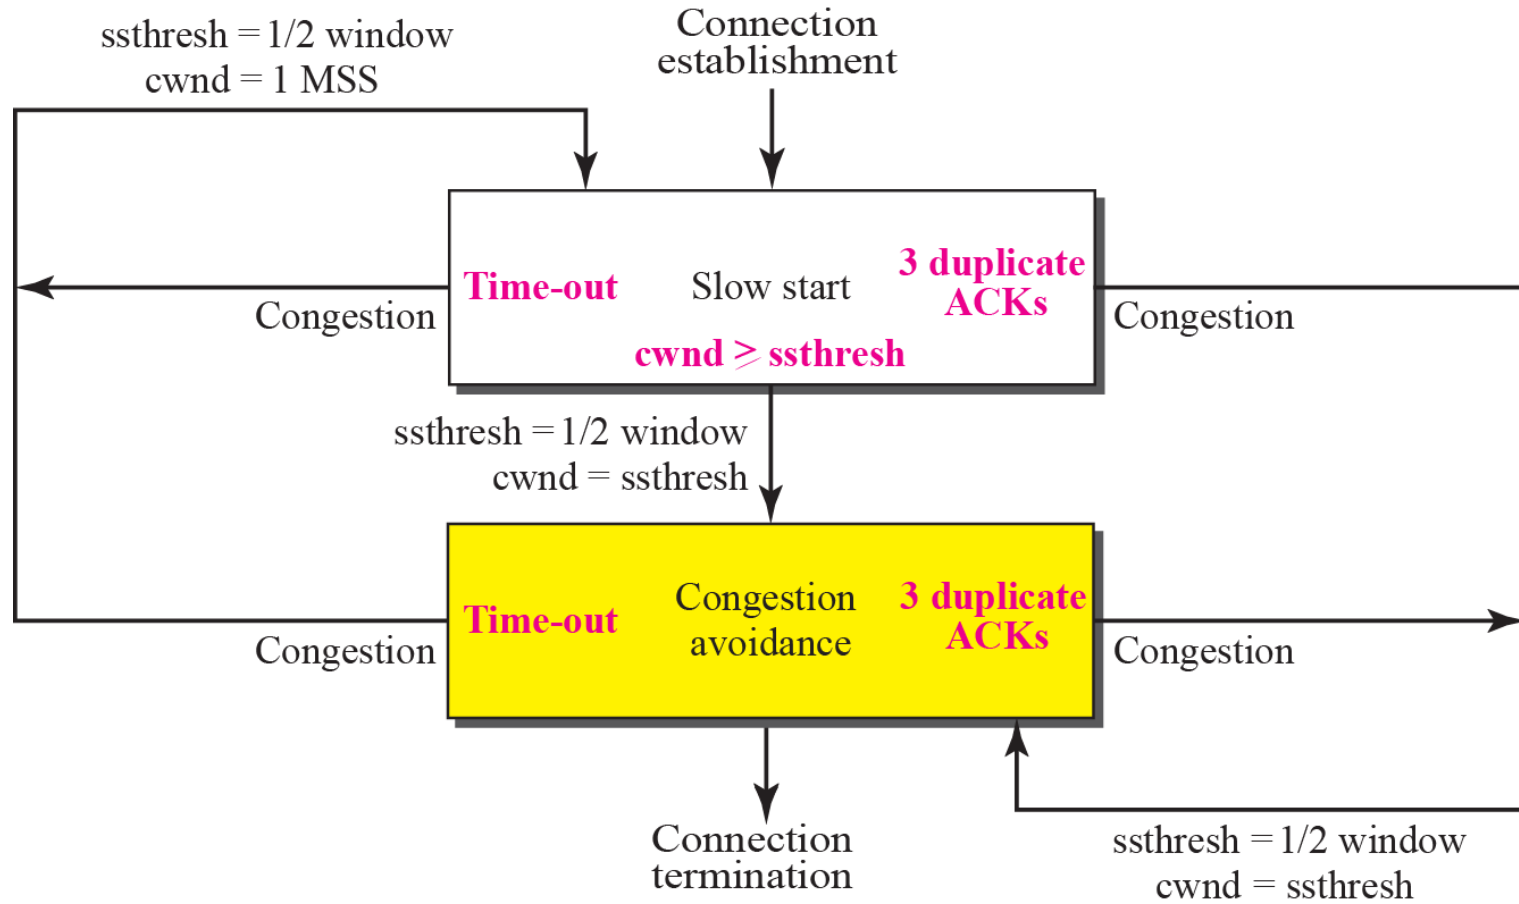 ssthresh = 1/2 window
cwnd = 1 MSS
Connection
establishment
Time-out
Slow start
3 duplicate
ACKs
cwnd ≥ ssthresh
Congestion
Congestion
ssthresh = 1/2 window
cwnd = ssthresh
Time-out
Congestion
avoidance
3 duplicate
ACKs
Congestion
Congestion
Connection
termination
ssthresh = 1/2 window
cwnd = ssthresh